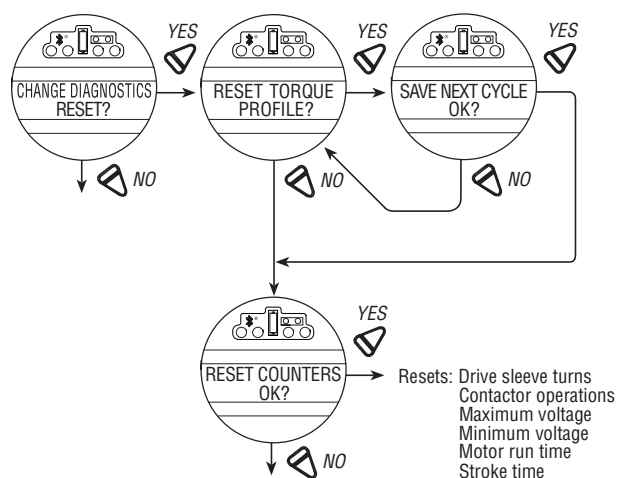 YES
YES
YES
CHANGE DIAGNOSTICS
RESET?
RESET TORQUE
PROFILE?
SAVE NEXT CYCLE
OK?
NO
NO
NO
YES
RESET COUNTERS
OK?
Resets: Drive sleeve turns
Contactor operations
Maximum voltage
Minimum voltage
Motor run time
Stroke time
NO